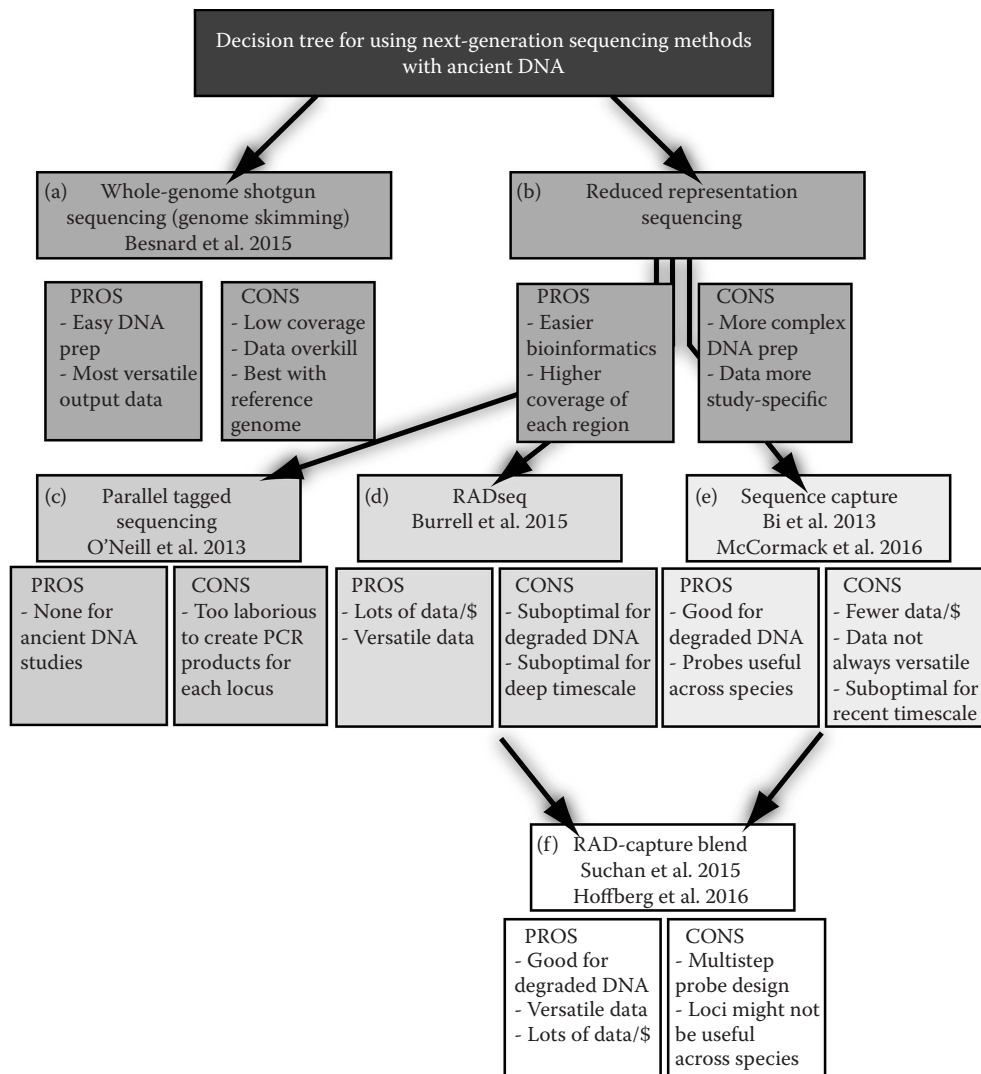 Decision tree for using next-generation sequencing methods
with ancient DNA
(a) Whole-genome shotgun
sequencing (genome skimming)
Besnard et al. 2015
PROS
- Easy DNA
prep
- Most versatile
output data
CONS
- Low coverage
- Data overkill
- Best with
reference
genome
(b) Reduced representation
sequencing
PROS
- Easier
bioinformatics
- Higher
coverage of
each region
CONS
- More complex
DNA prep
- Data more
study-specific
(c) Parallel tagged
sequencing
O'Neill et al. 2013
PROS
- None for
ancient DNA
studies
CONS
- Too laborious
to create PCR
products for
each locus
(d) RADseq
Burrell et al. 2015
PROS
- Lots of data/$
- Versatile data
CONS
- Suboptimal for
degraded DNA
- Suboptimal for
deep timescale
(e) Sequence capture
Bi et al. 2013
McCormack et al. 2016
PROS
- Good for
degraded DNA
- Probes useful
across species
CONS
- Fewer data/$
- Data not
always versatile
- Suboptimal for
recent timescale
(f) RAD-capture blend
Suchan et al. 2015
Hoffberg et al. 2016
PROS
- Good for
degraded DNA
- Versatile data
- Lots of data/$
CONS
- Multistep
probe design
- Loci might not
be useful
across species